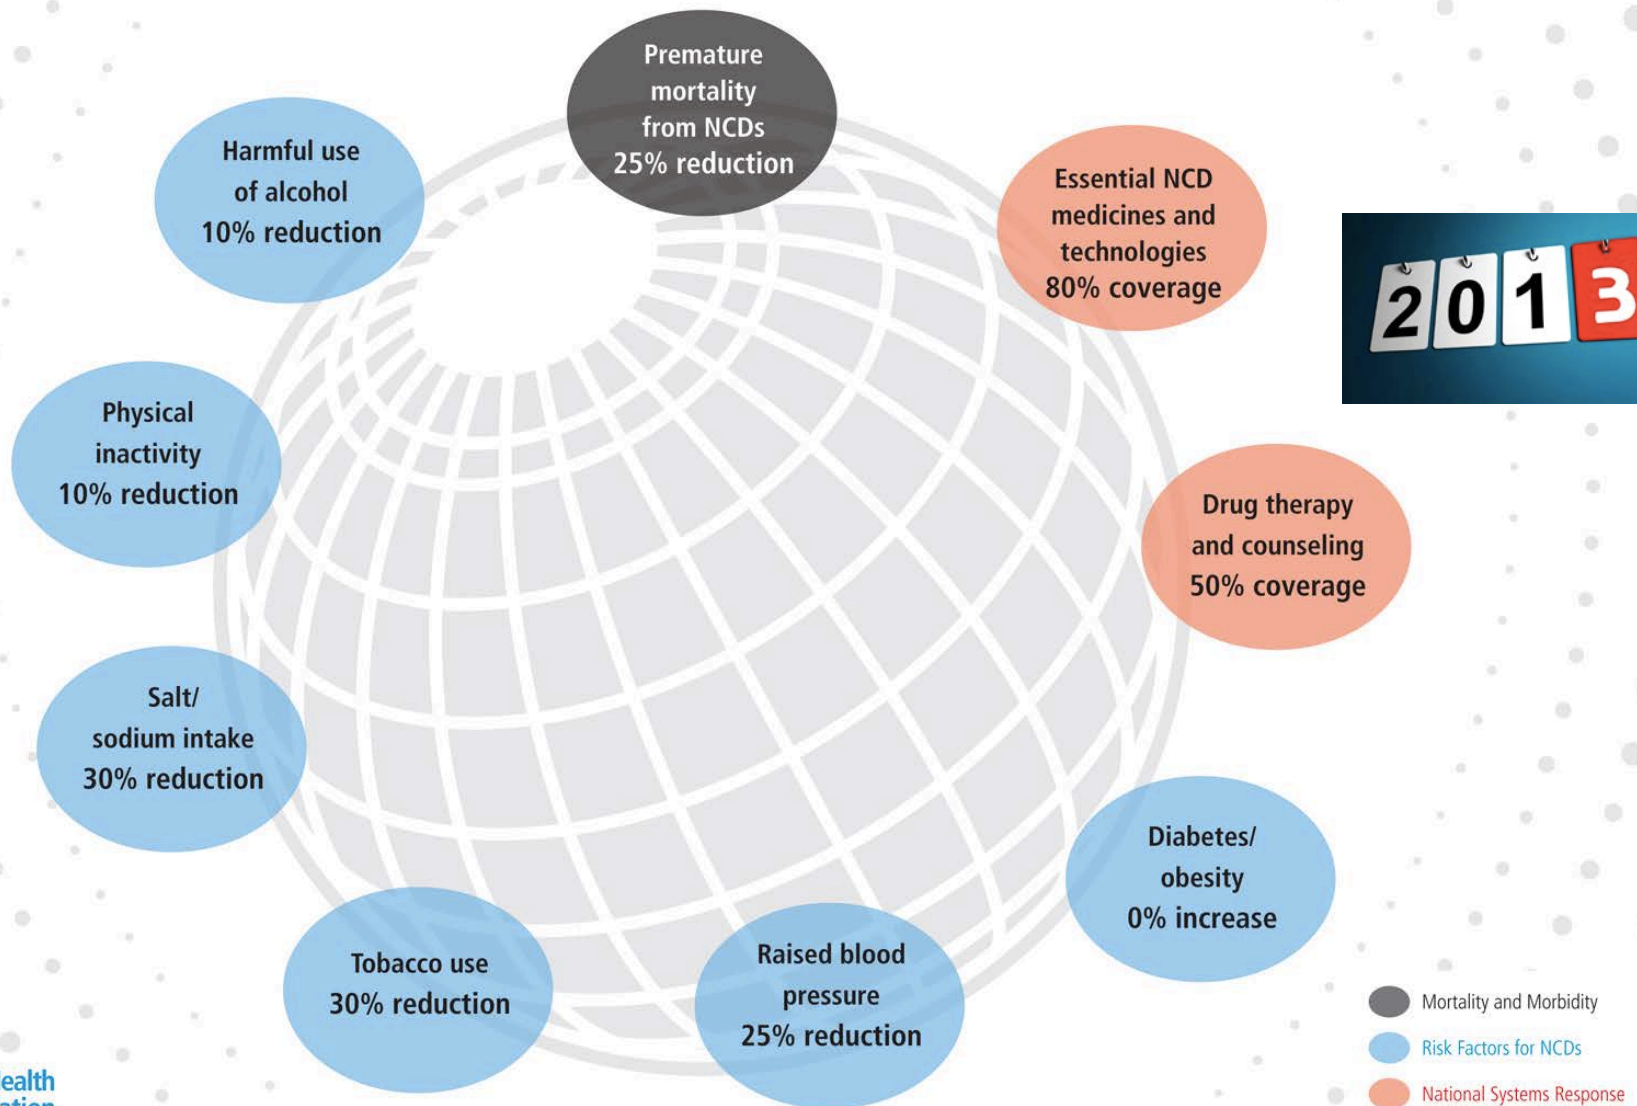 Premature
mortality
from NCDs
25% reduction
Harmful use
of alcohol
10% reduction
Essential NCD
medicines and
technologies
80% coverage
2013
Physical
inactivity
10% reduction
Drug therapy
and counseling
50% coverage
Salt/
sodium intake
30% reduction
Diabetes/
obesity
0% increase
Tobacco use
30% reduction
Raised blood
pressure
25% reduction
Mortality and Morbidity
Risk Factors for NCDs
National Systems Response